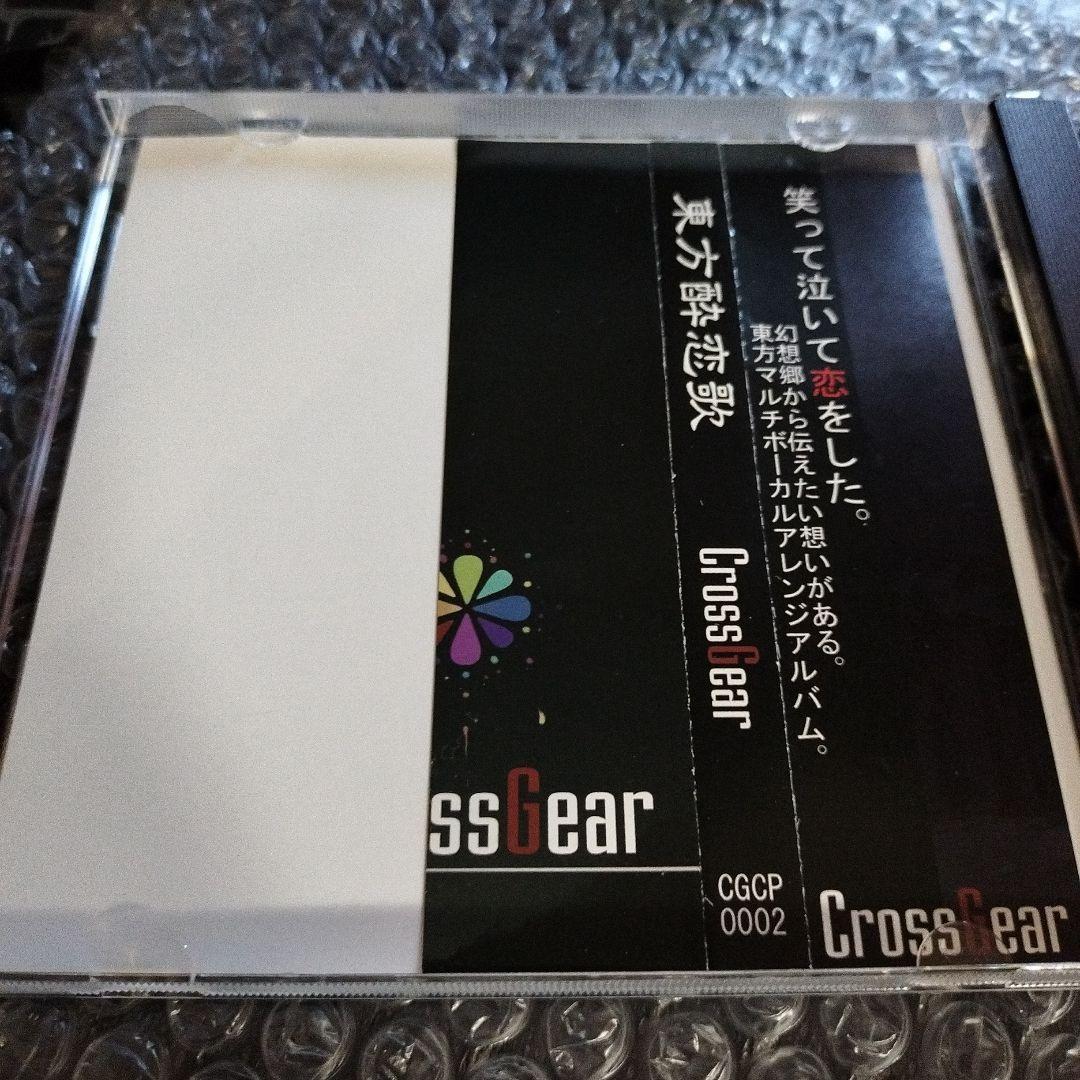 笑って泣いて恋をした。
幻想郷から伝えたい想いがある。
東方マルチボーカルアレンジアルバム。
CrossGear
東方酔恋歌
CrossGear
CGCP
0002
ssGear